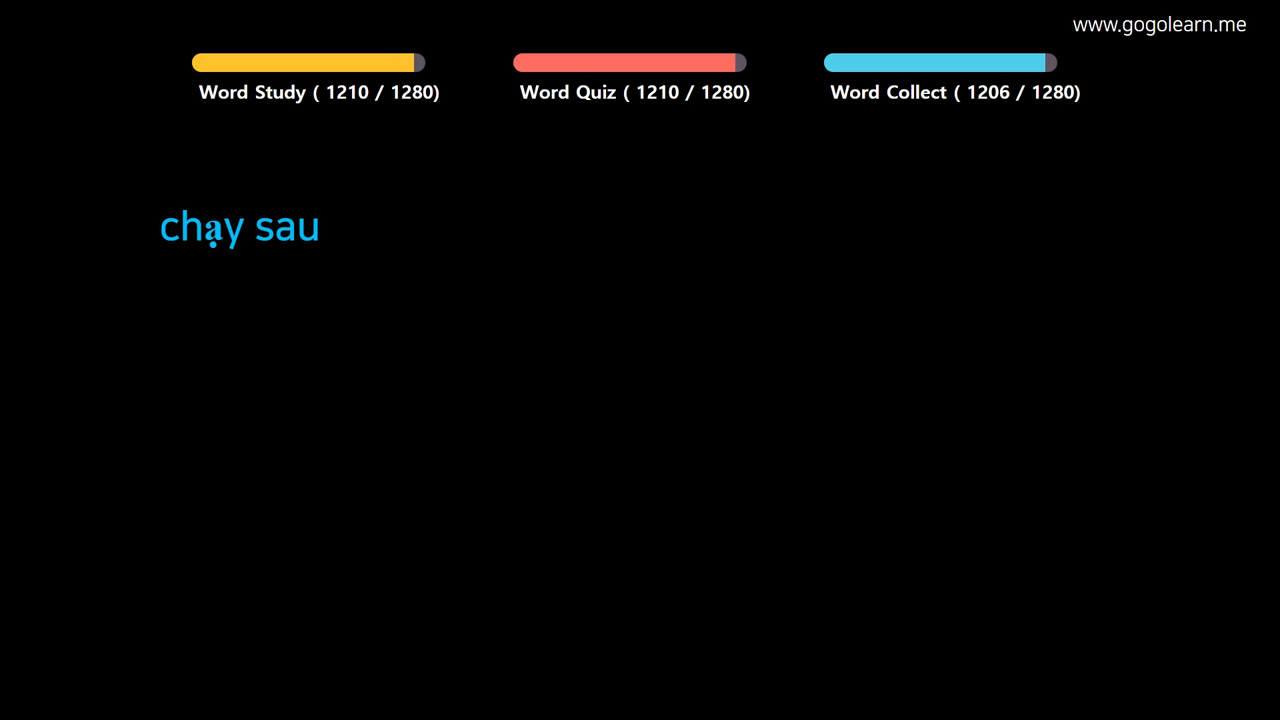 www.gogolearn.me
Word Study ( 1210 / 1280)
Word Quiz ( 1210 / 1280)
Word Collect ( 1206 / 1280)
chạy sau